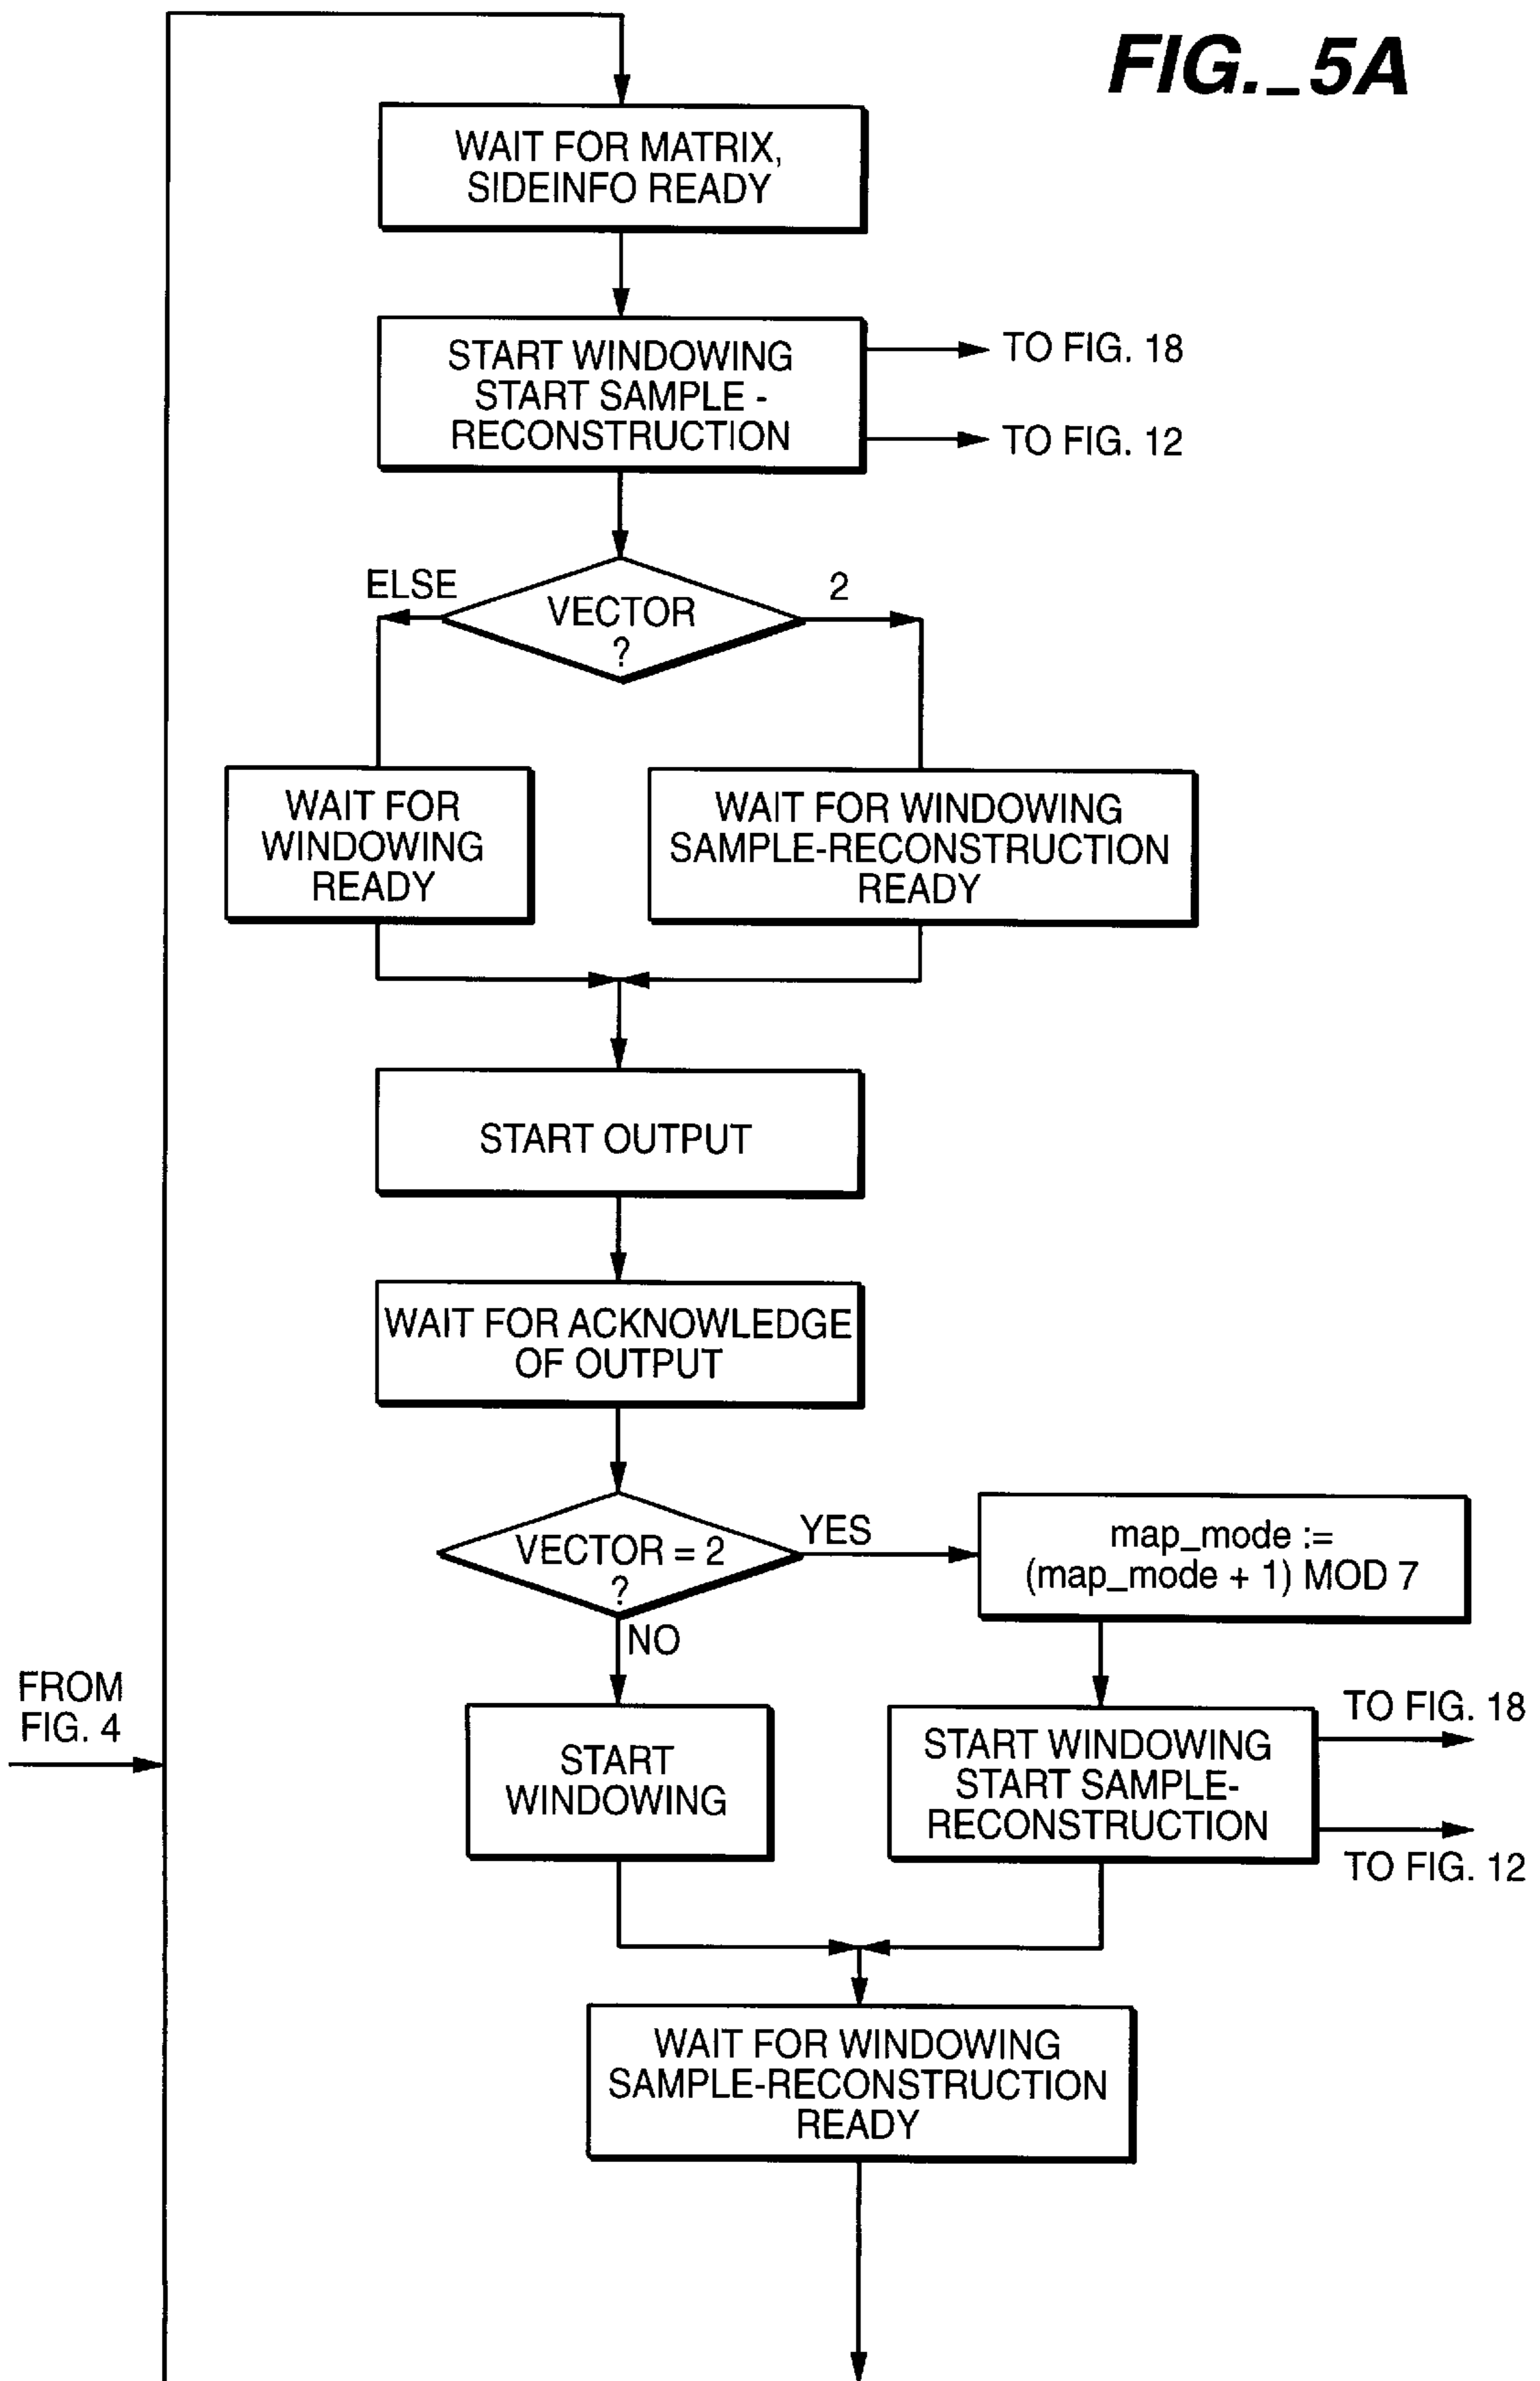 FIG._5A
WAIT FOR MATRIX,
SIDEINFO READY
START WINDOWING
START SAMPLE -
RECONSTRUCTION
TO FIG. 18
TO FIG. 12
ELSE
VECTOR
?
2
WAIT FOR
WINDOWING
READY
WAIT FOR WINDOWING
SAMPLE-RECONSTRUCTION
READY
START OUTPUT
WAIT FOR ACKNOWLEDGE
OF OUTPUT
VECTOR = 2
?
YES
map_mode :=
(map_mode + 1) MOD 7
NO
FROM
FIG. 4
START
WINDOWING
START WINDOWING
START SAMPLE-
RECONSTRUCTION
TO FIG. 18
TO FIG. 12
WAIT FOR WINDOWING
SAMPLE-RECONSTRUCTION
READY